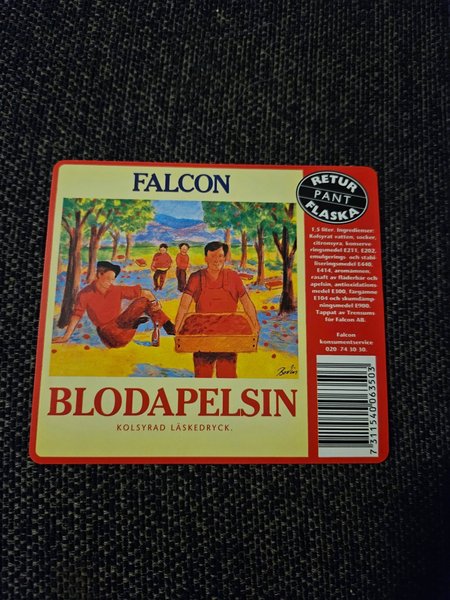 FALCON
RETUR
PANT
FLASKA
1,5 liter. Ingredienser:
Kolsyrat vatten, socker,
citronsyra, konserve-
ringsmedel E211, E202,
emulgerings- och stabi-
liseringsmedel E440,
E414, aromämnen,
rasaft av fläderbär och
apelsin, antioxidations
medel E300, färgämne
E104 och skumdämp
ningsmedel E900.
Tappat av Trensums
för Falcon AB.
Falcon
konsumentservice
020-74 30 30.
BLODAPELSIN
KOLSYRAD LÄSKEDRYCK.
7 311540 063503